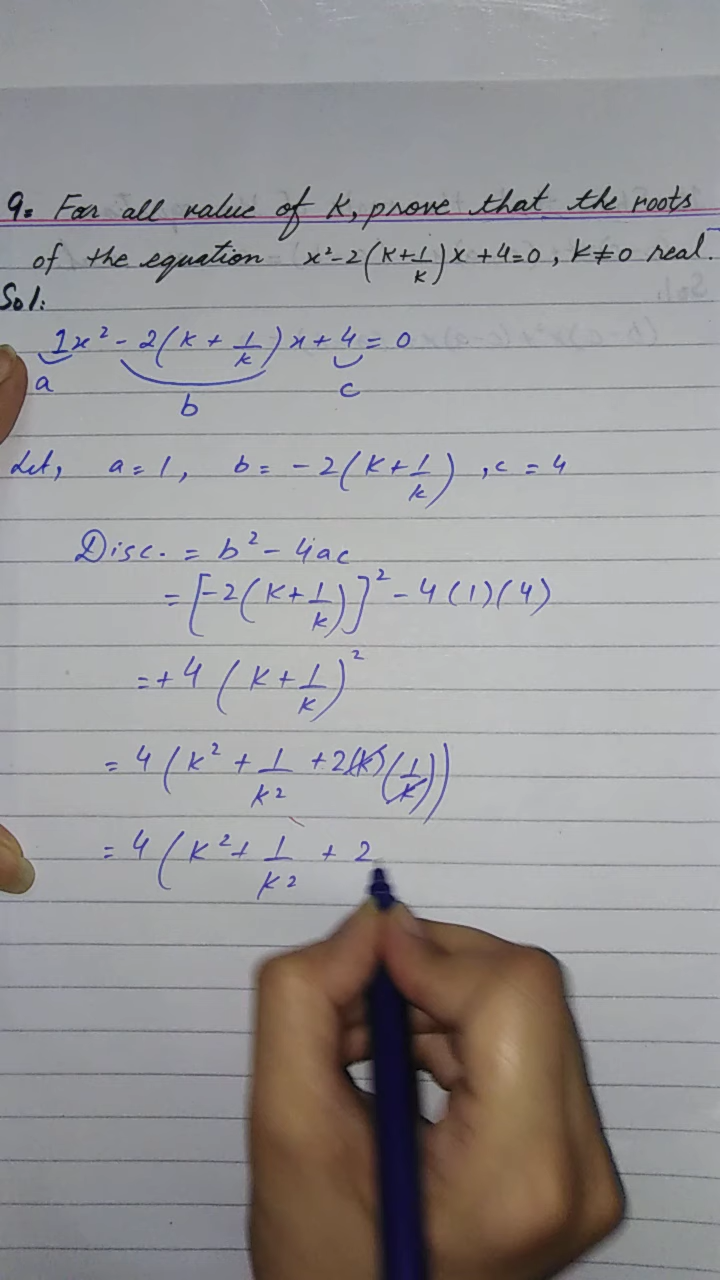 9. For all value of K, prove that the roots
of the equation x²-2(K+1/K)x+4=0, K≠0 real.
Sol:
1x² - 2(K + 1/K)x + 4 = 0
a b c
Let, a = 1, b = -2(K+1/K), c = 4
Disc. = b² - 4ac
= [-2(K+1/K)]² - 4(1)(4)
= +4 (K+1/K)²
= 4 (K² + 1/K² + 2(K)(1/K))
= 4 (K² + 1/K² + 2